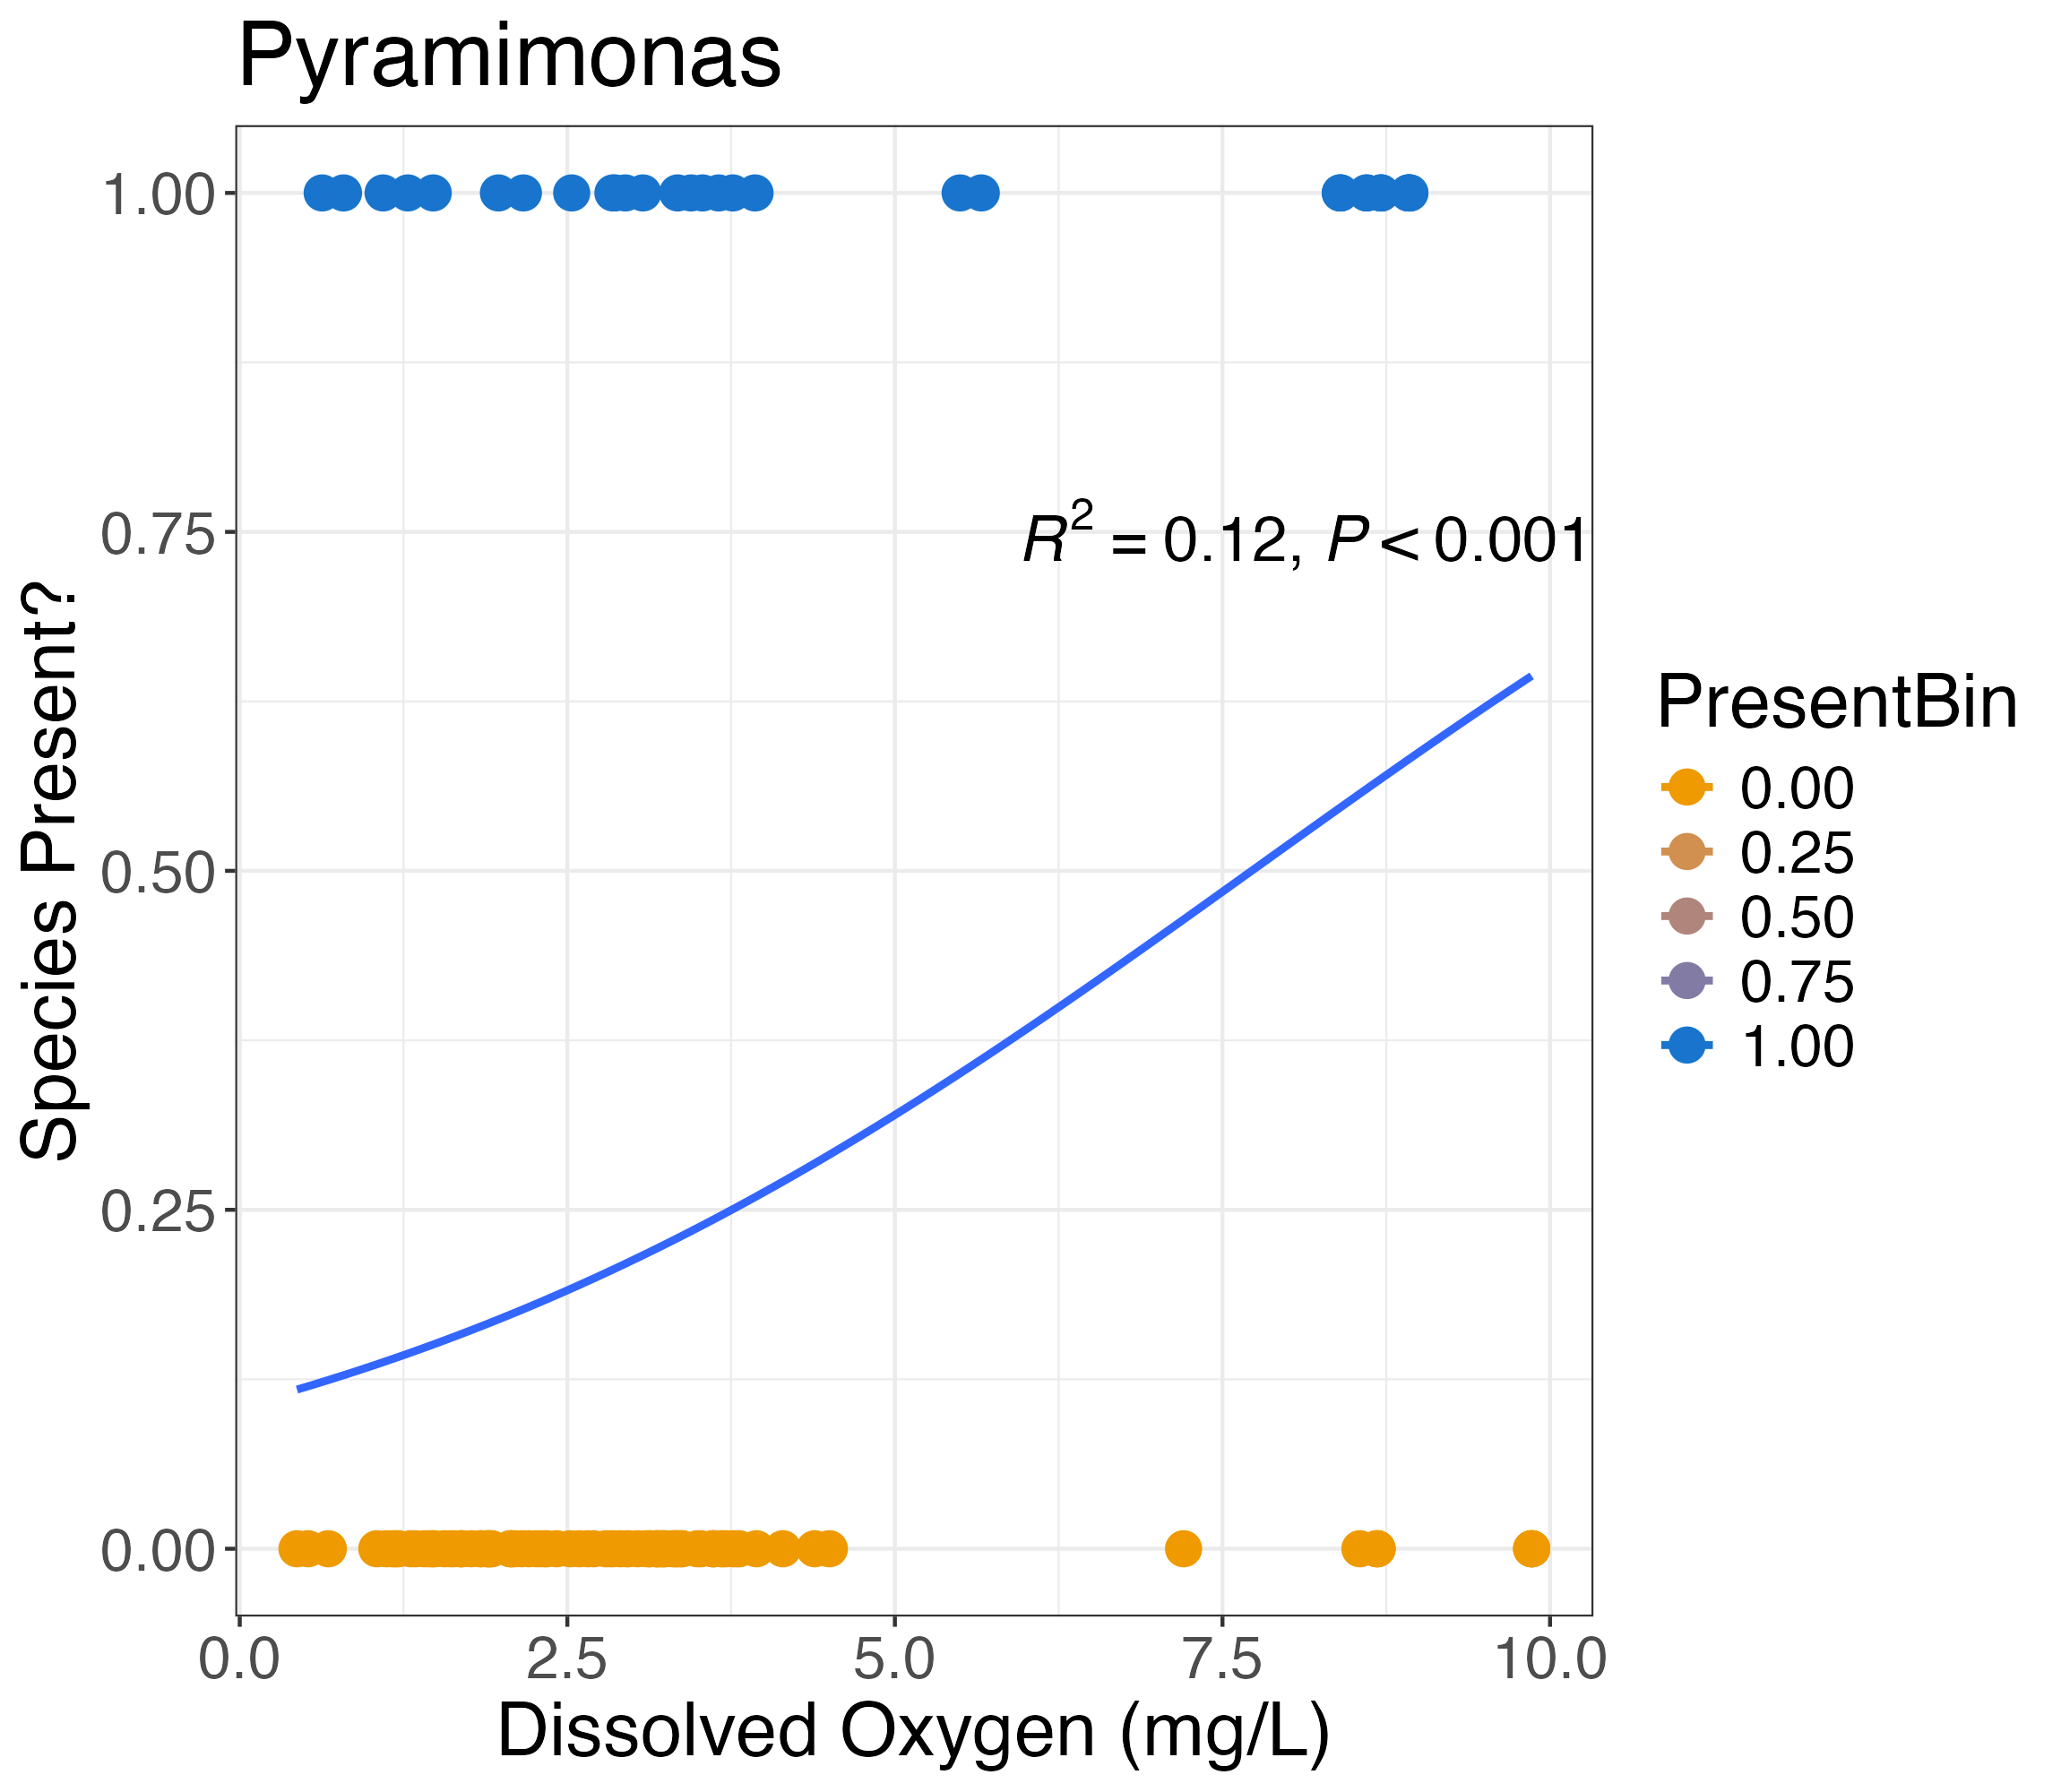 Pyramimonas
1.00
0.75
0.50
0.25
0.00
Species Present?
R² = 0.12, P < 0.001
0.0 2.5 5.0 7.5 10.0
Dissolved Oxygen (mg/L)
PresentBin
0.00
0.25
0.50
0.75
1.00